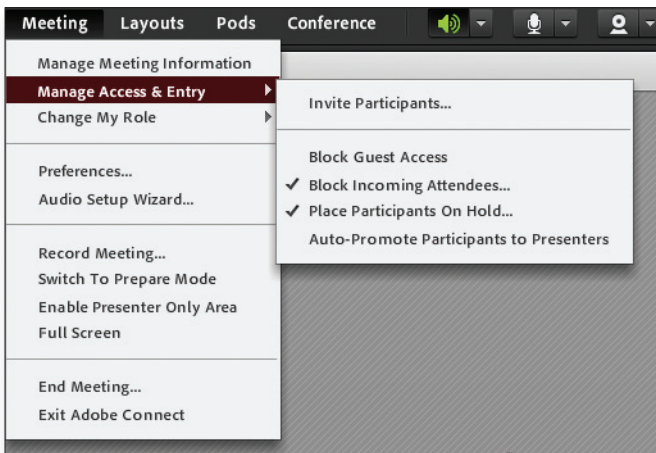 Meeting Layouts Pods Conference
Manage Meeting Information
Manage Access & Entry
Change My Role
Preferences...
Audio Setup Wizard...
Record Meeting...
Switch To Prepare Mode
Enable Presenter Only Area
Full Screen
End Meeting...
Exit Adobe Connect
Invite Participants...
Block Guest Access
Block Incoming Attendees...
Place Participants On Hold...
Auto-Promote Participants to Presenters